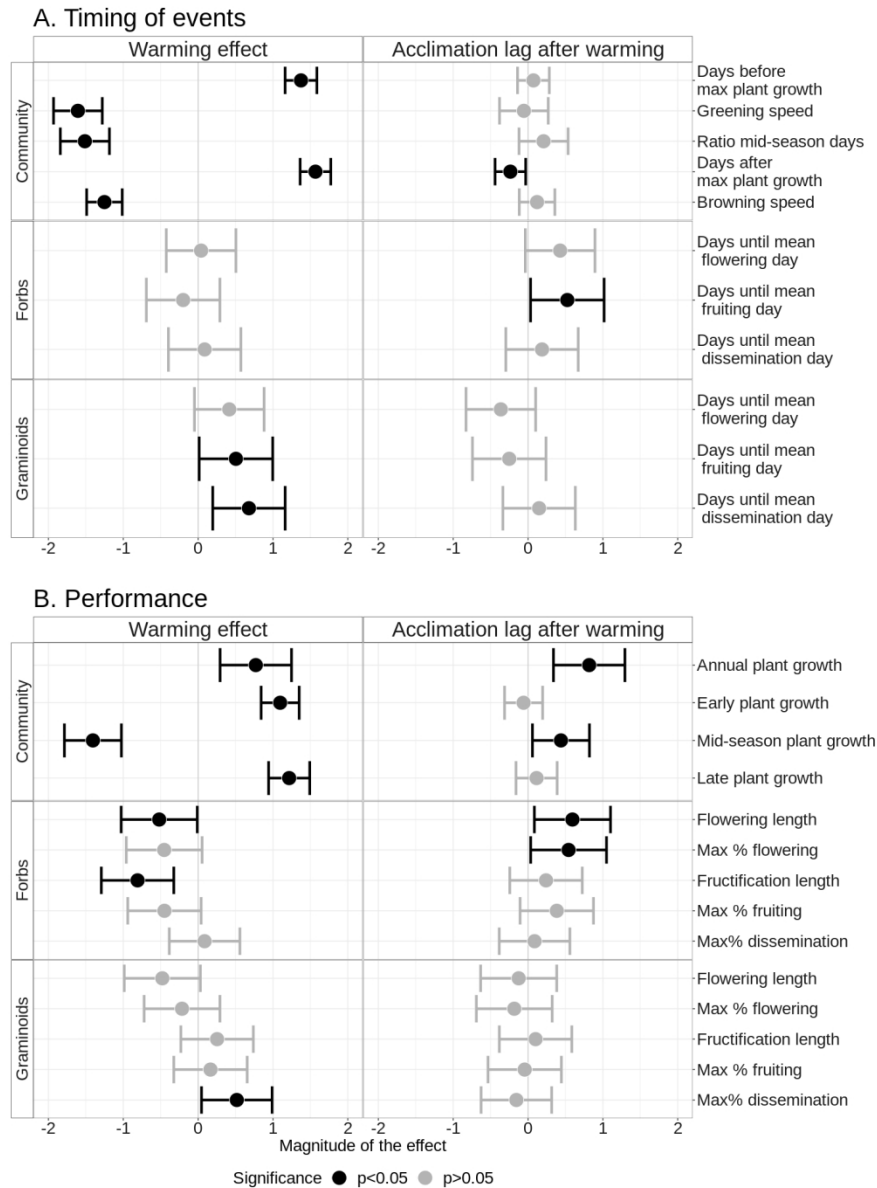 A. Timing of events
Warming effect
Acclimation lag after warming
Community
Days before
max plant growth
Greening speed
Ratio mid-season days
Days after
max plant growth
Browning speed
Forbs
Days until mean
flowering day
Days until mean
fruiting day
Days until mean
dissemination day
Graminoids
Days until mean
flowering day
Days until mean
fruiting day
Days until mean
dissemination day
-2 -1 0 1 2 -2 -1 0 1 2
B. Performance
Warming effect
Acclimation lag after warming
Community
Annual plant growth
Early plant growth
Mid-season plant growth
Late plant growth
Forbs
Flowering length
Max % flowering
Fructification length
Max % fruiting
Max% dissemination
Graminoids
Flowering length
Max % flowering
Fructification length
Max % fruiting
Max% dissemination
-2 -1 0 1 2 -2 -1 0 1 2
Magnitude of the effect
Significance p<0.05 p>0.05